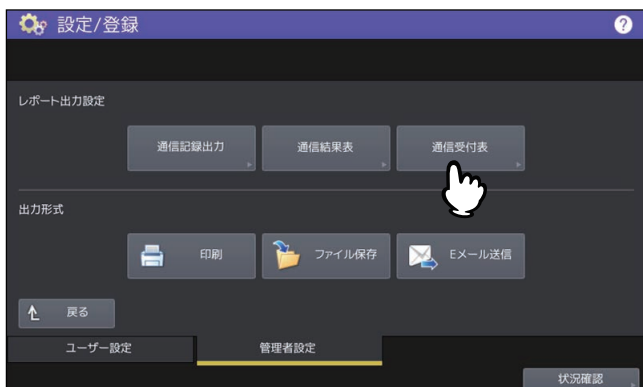 設定/登録
?
レポート出力設定
通信記録出力
通信結果表
通信受付表
出力形式
印刷
ファイル保存
Eメール送信
戻る
ユーザー設定
管理者設定
状況確認